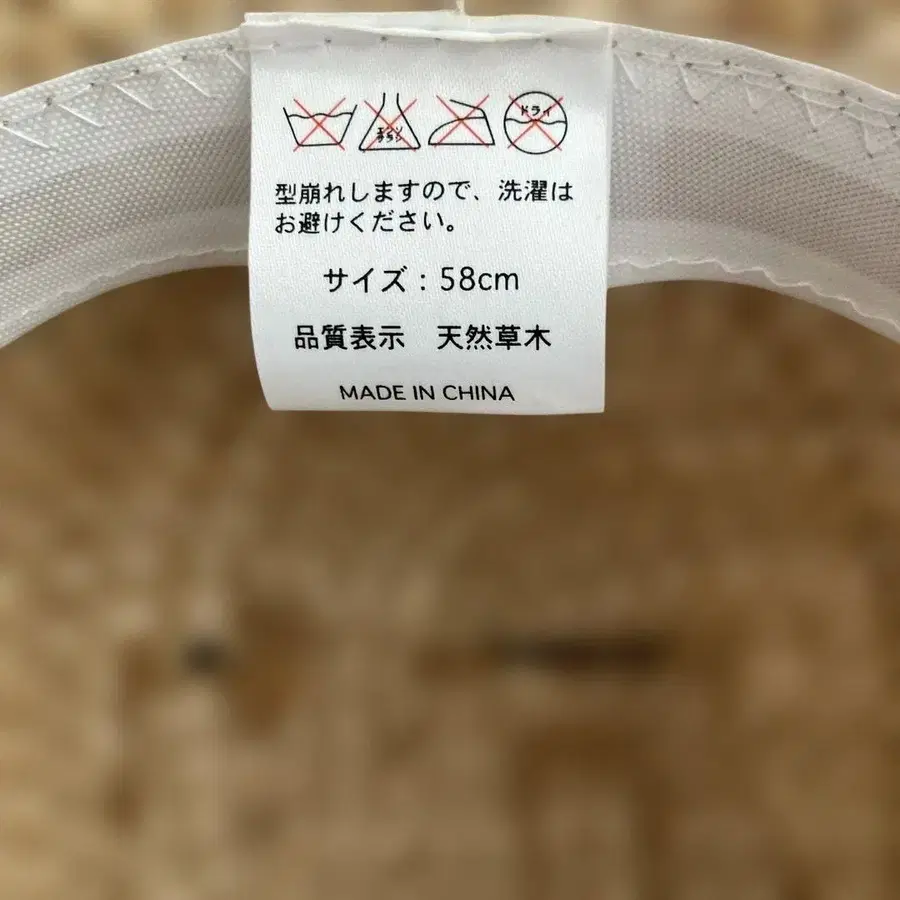 ドライ
型崩れしますので、洗濯は
お避けください。
サイズ：58cm
品質表示　天然草木
MADE IN CHINA